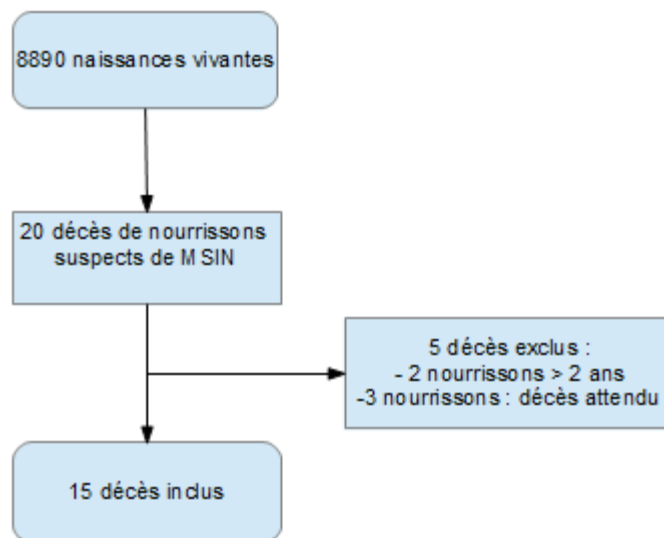 8890 naissances vivantes
20 décès de nourrissons
suspects de MSIN
5 décès exclus :
- 2 nourrissons > 2 ans
-3 nourrissons : décès attendu
15 décès inclus